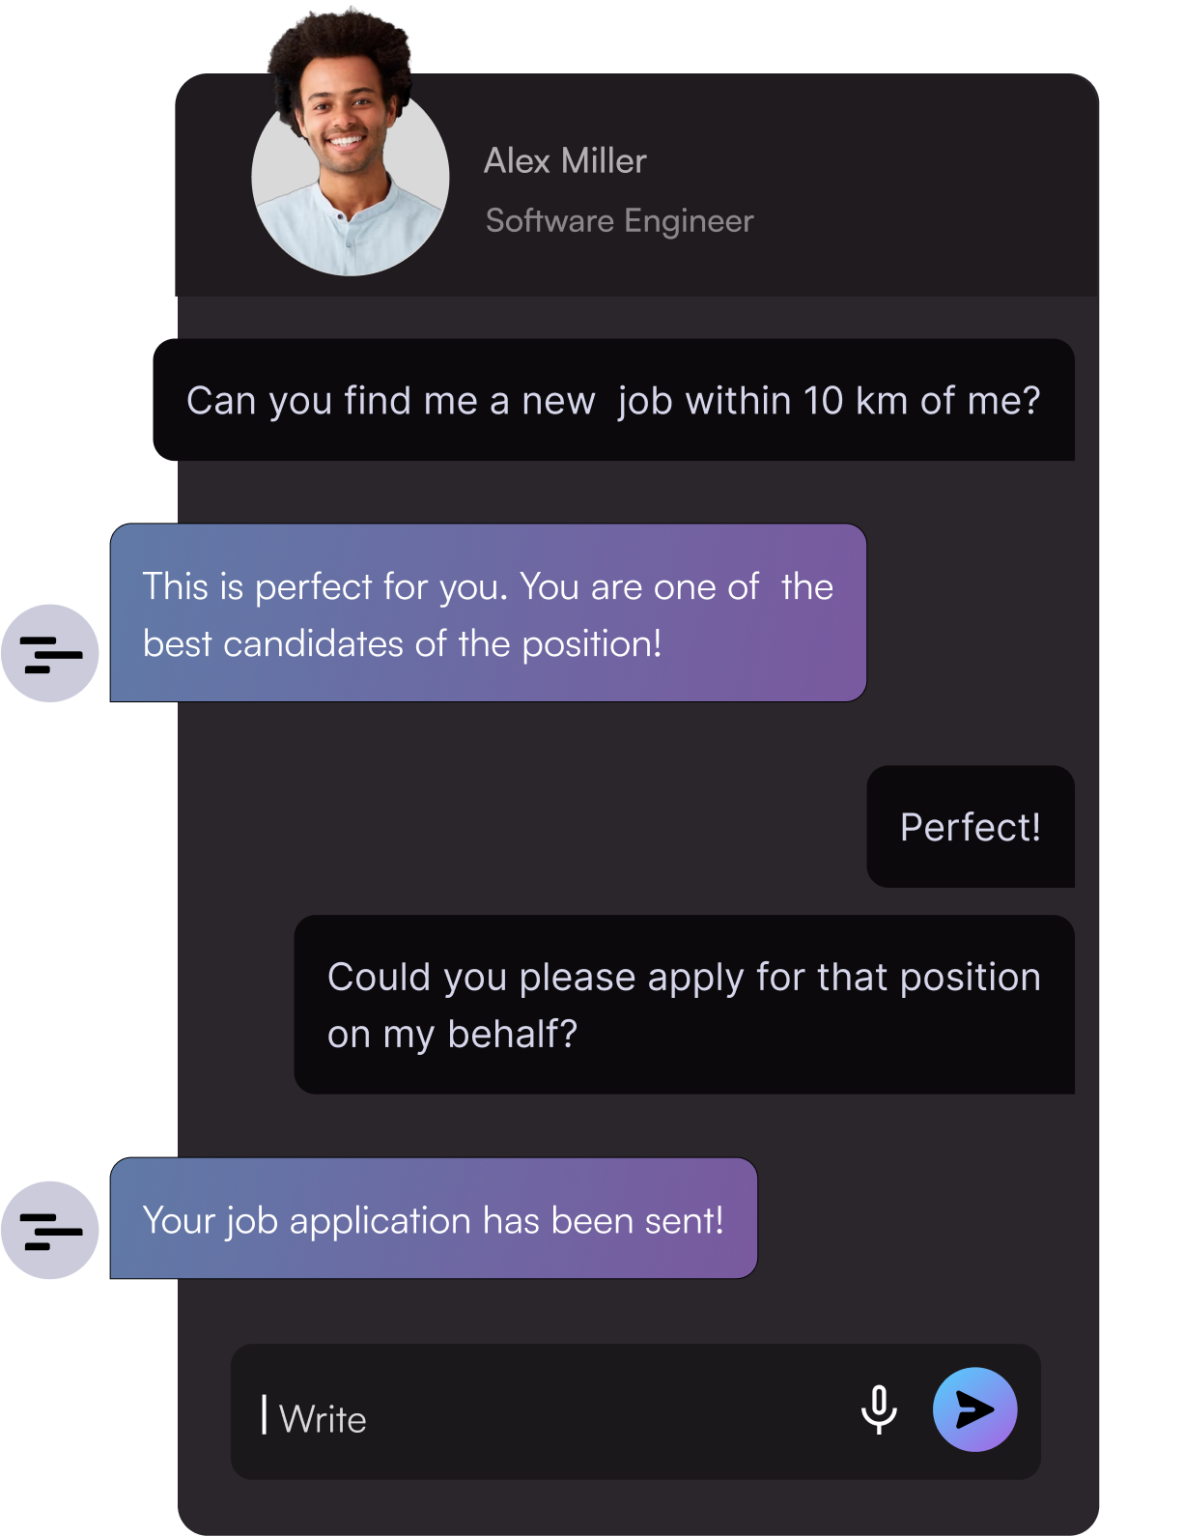 Alex Miller
Software Engineer
Can you find me a new  job within 10 km of me?
This is perfect for you. You are one of  the
best candidates of the position!
Perfect!
Could you please apply for that position
on my behalf?
Your job application has been sent!
Write